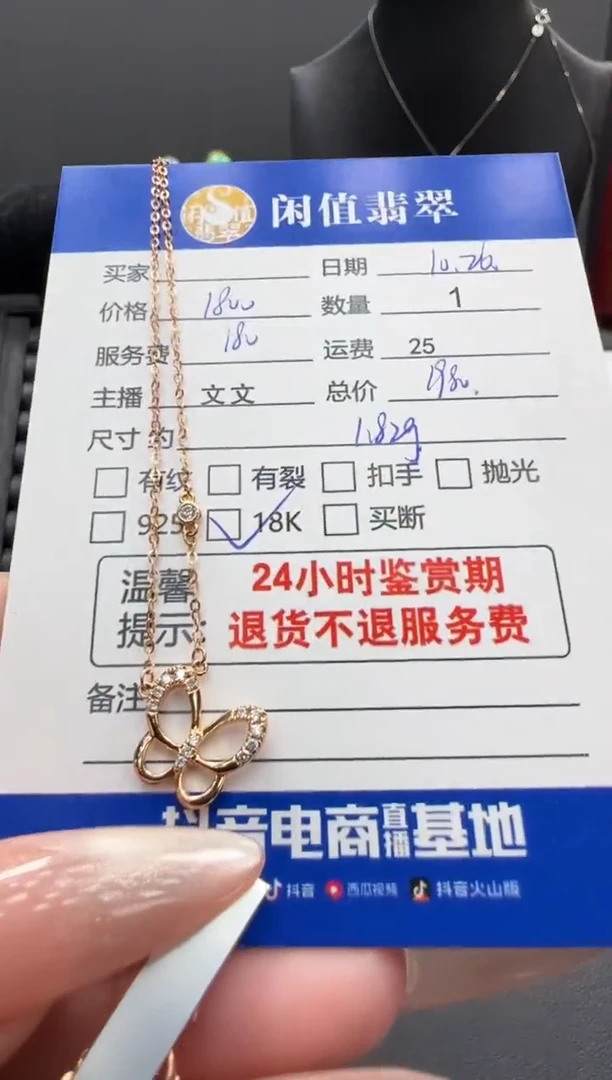 闲值翡翠
买家 日期 10.26
价格 1800 数量 1
服务费 180 运费 25
主播 文文 总价 1980.
尺寸 约 1.82g
有纹 有裂 扣手 抛光
925 18K 买断
温馨提示: 24小时鉴赏期
退货不退服务费
备注
抖音电商直播基地
抖音 西瓜视频 抖音火山版